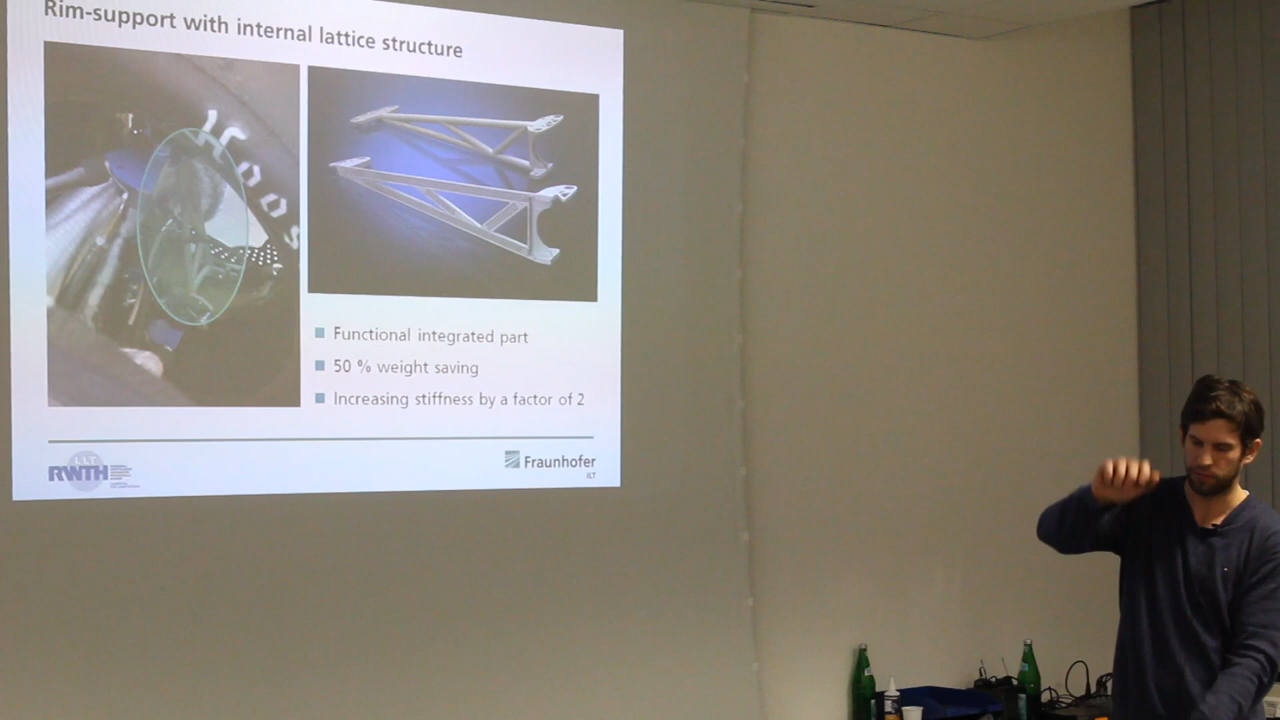 Rim-support with internal lattice structure
Functional integrated part
50 % weight saving
Increasing stiffness by a factor of 2
LLT
RWTH
Fraunhofer
ILT